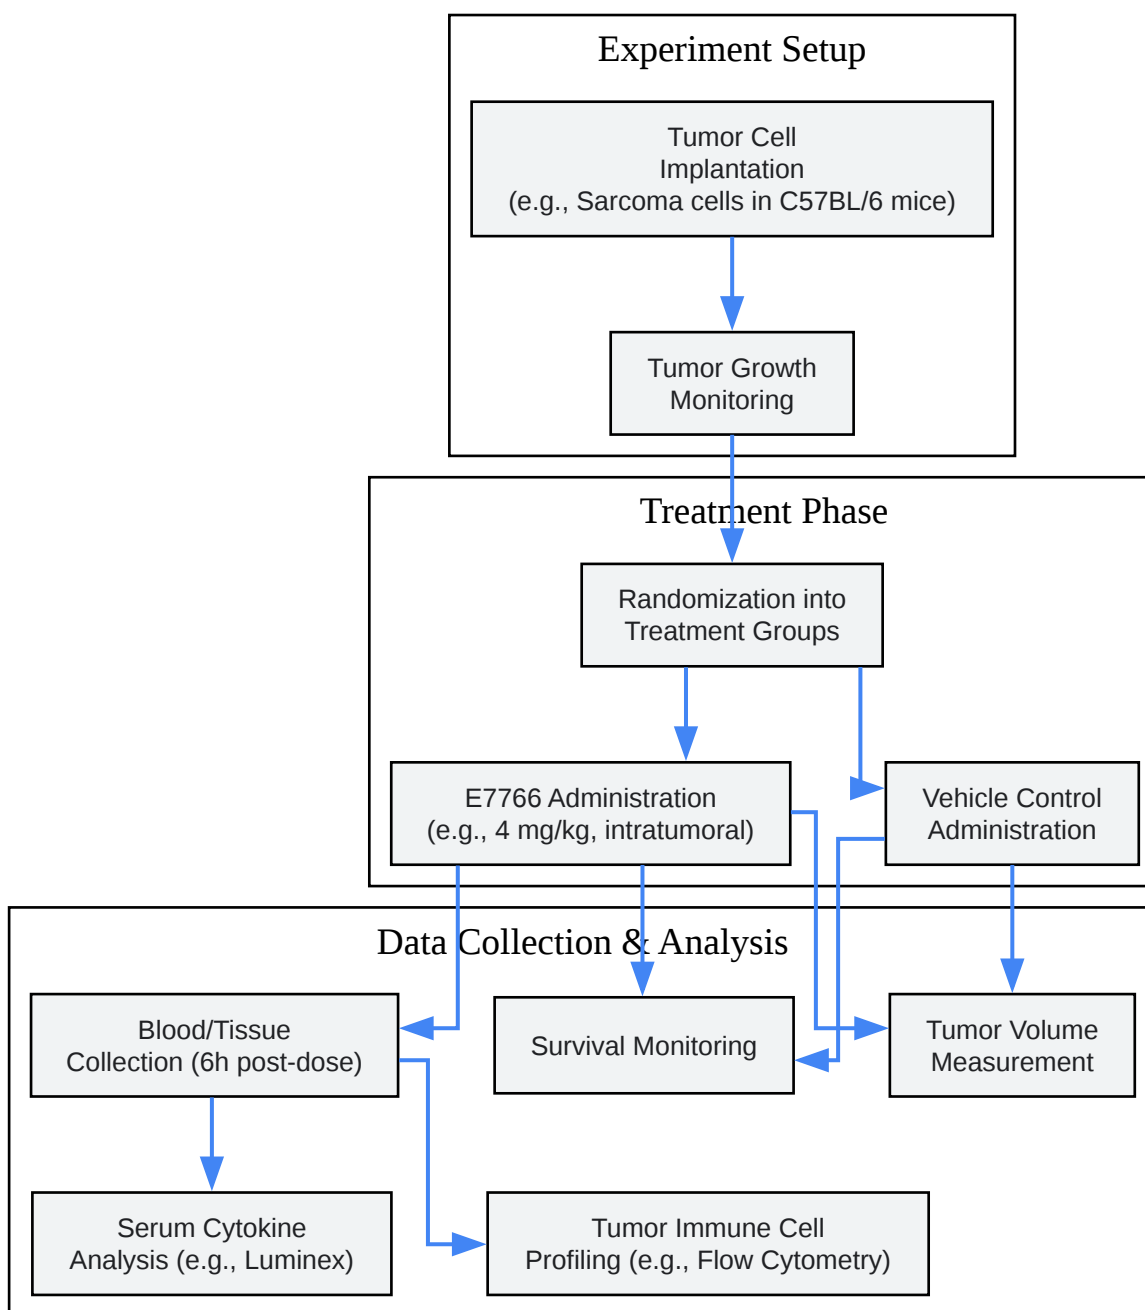 Experiment Setup
Tumor Cell
Implantation
(e.g., Sarcoma cells in C57BL/6 mice)
Tumor Growth
Monitoring
Treatment Phase
Randomization into
Treatment Groups
E7766 Administration
(e.g., 4 mg/kg, intratumoral)
Vehicle Control
Administration
Data Collection & Analysis
Blood/Tissue
Collection (6h post-dose)
Survival Monitoring
Tumor Volume
Measurement
Serum Cytokine
Analysis (e.g., Luminex)
Tumor Immune Cell
Profiling (e.g., Flow Cytometry)